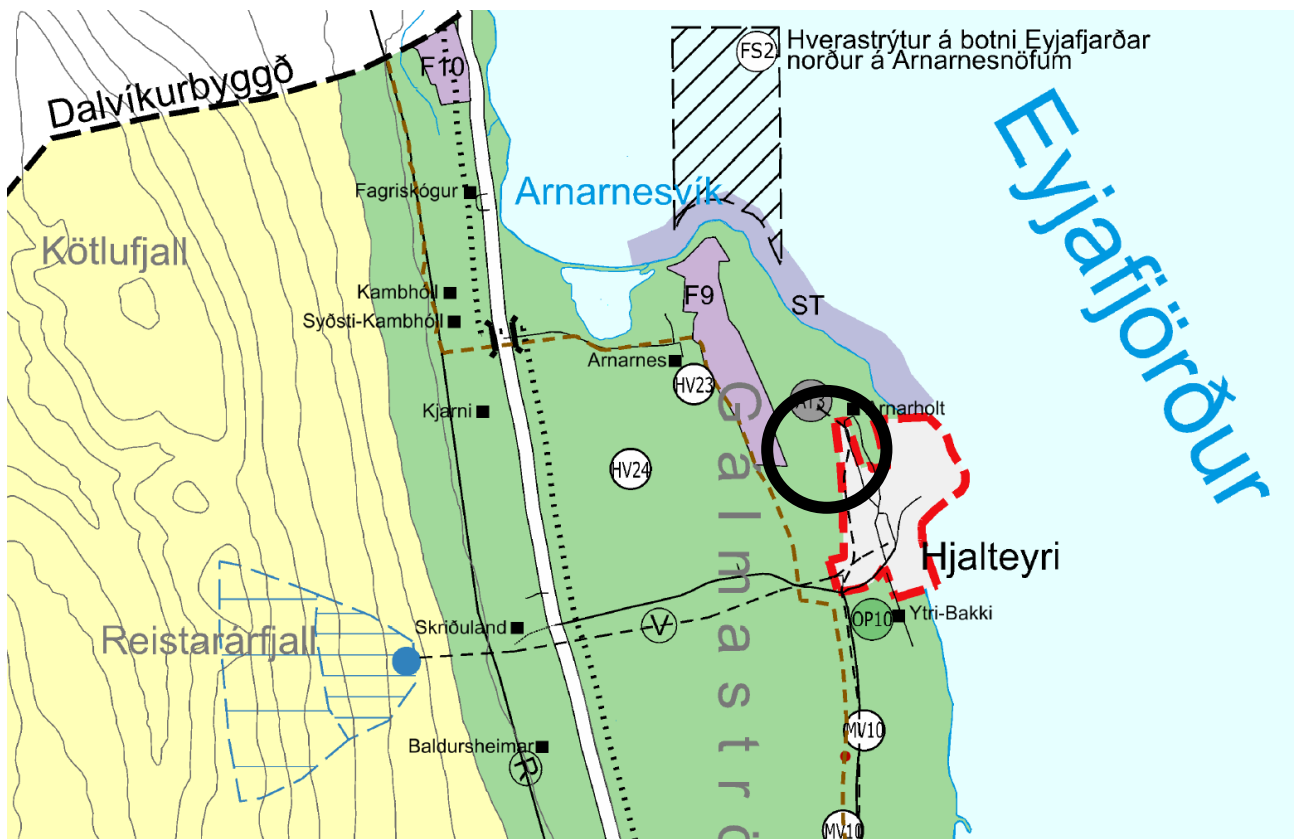 FS2
Hverastrýtur á botni Eyjafjarðar
norður á Arnarnesnöfum
F10
Dalvíkurbyggð
Eyjafjörður
Fagriskógur
Arnarnesvík
Kötlufjall
Kambhóll
F9
ST
Syðsti-Kambhóll
Arnarnes
HV23
Kjarni
Arnarholt
HV24
Galmaströ
Hjalteyri
Skriðuland
V
OP10
Ytri-Bakki
Reistarárfjall
Baldursheimar
R
MV10
MV10